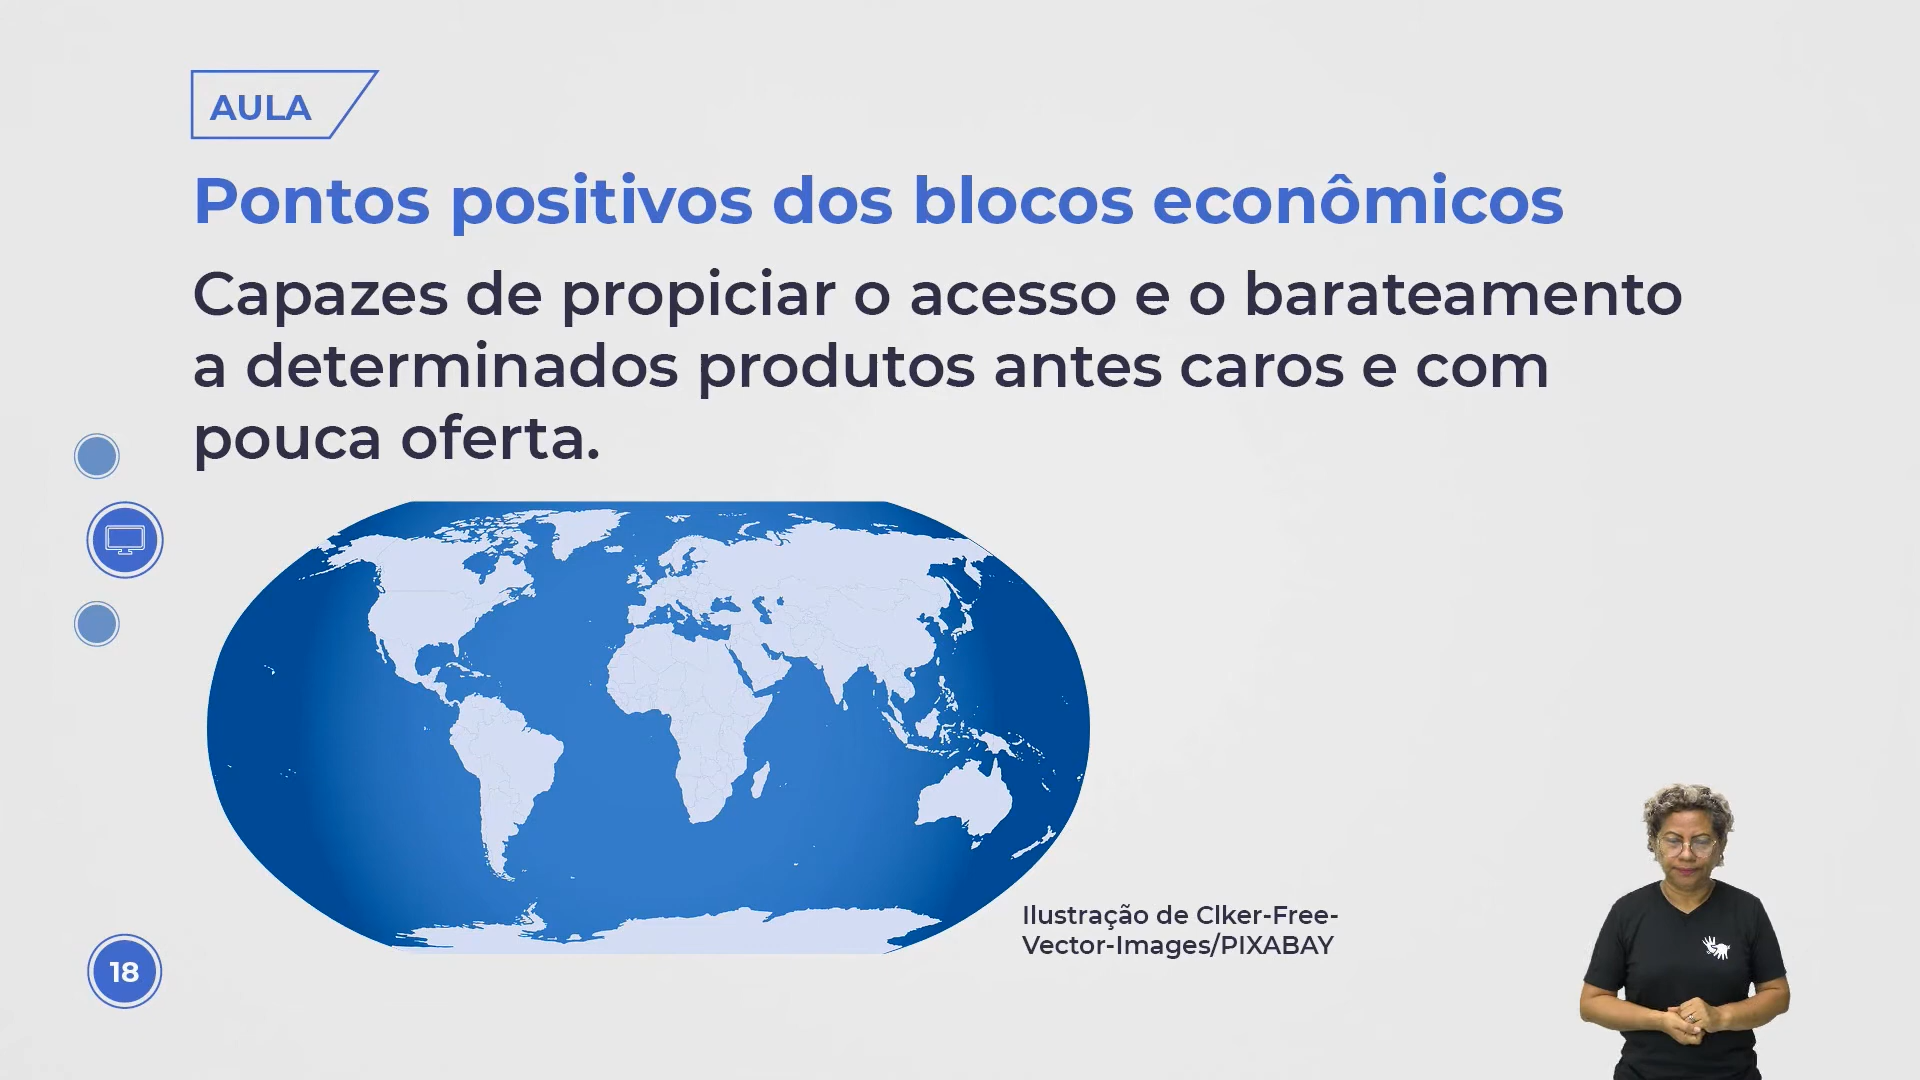 AULA
Pontos positivos dos blocos econômicos
Capazes de propiciar o acesso e o barateamento
a determinados produtos antes caros e com
pouca oferta.
Ilustração de Clker-Free-
Vector-Images/PIXABAY
18